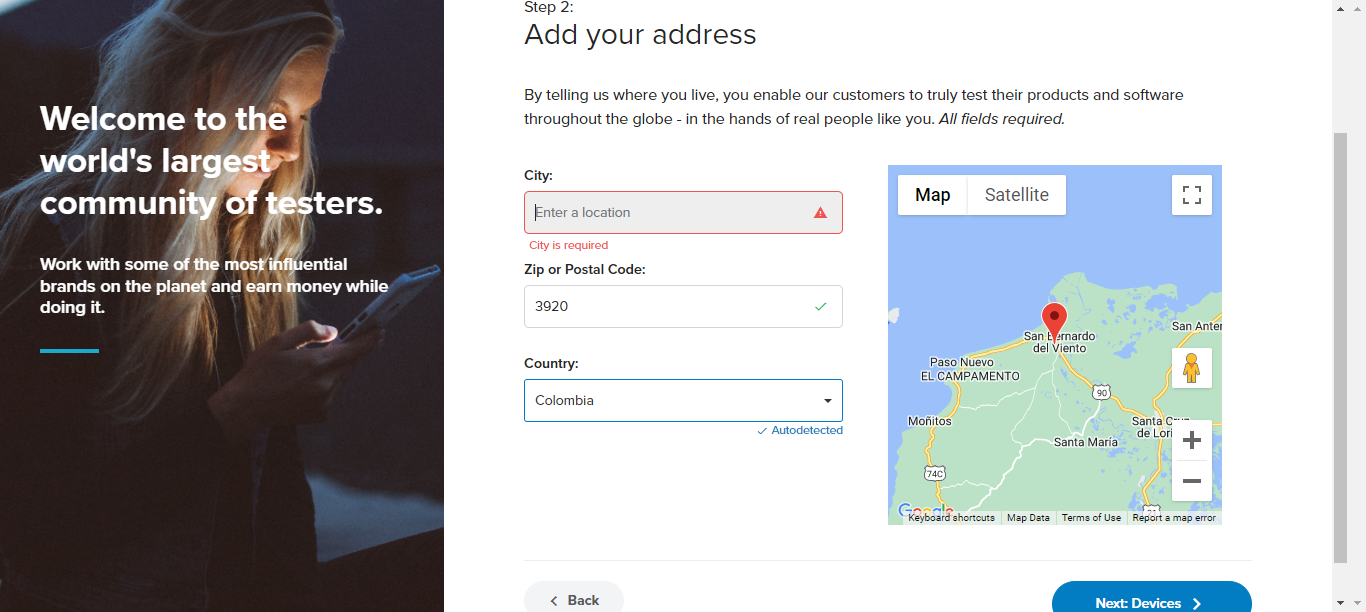 Welcome to the
world's largest
community of testers.
Work with some of the most influential
brands on the planet and earn money while
doing it.
Step 2:
Add your address
By telling us where you live, you enable our customers to truly test their products and software
throughout the globe - in the hands of real people like you. All fields required.
City:
Enter a location
City is required
Zip or Postal Code:
3920
Country:
Colombia
Autodetected
Map
Satellite
San Anter
San Bernardo
del Viento
Paso Nuevo
EL CAMPAMENTO
90
Moñitos
Santa Cruz
de Lori
Santa María
74C
21
Google
Keyboard shortcuts
Map Data
Terms of Use
Report a map error
Back
Next: Devices